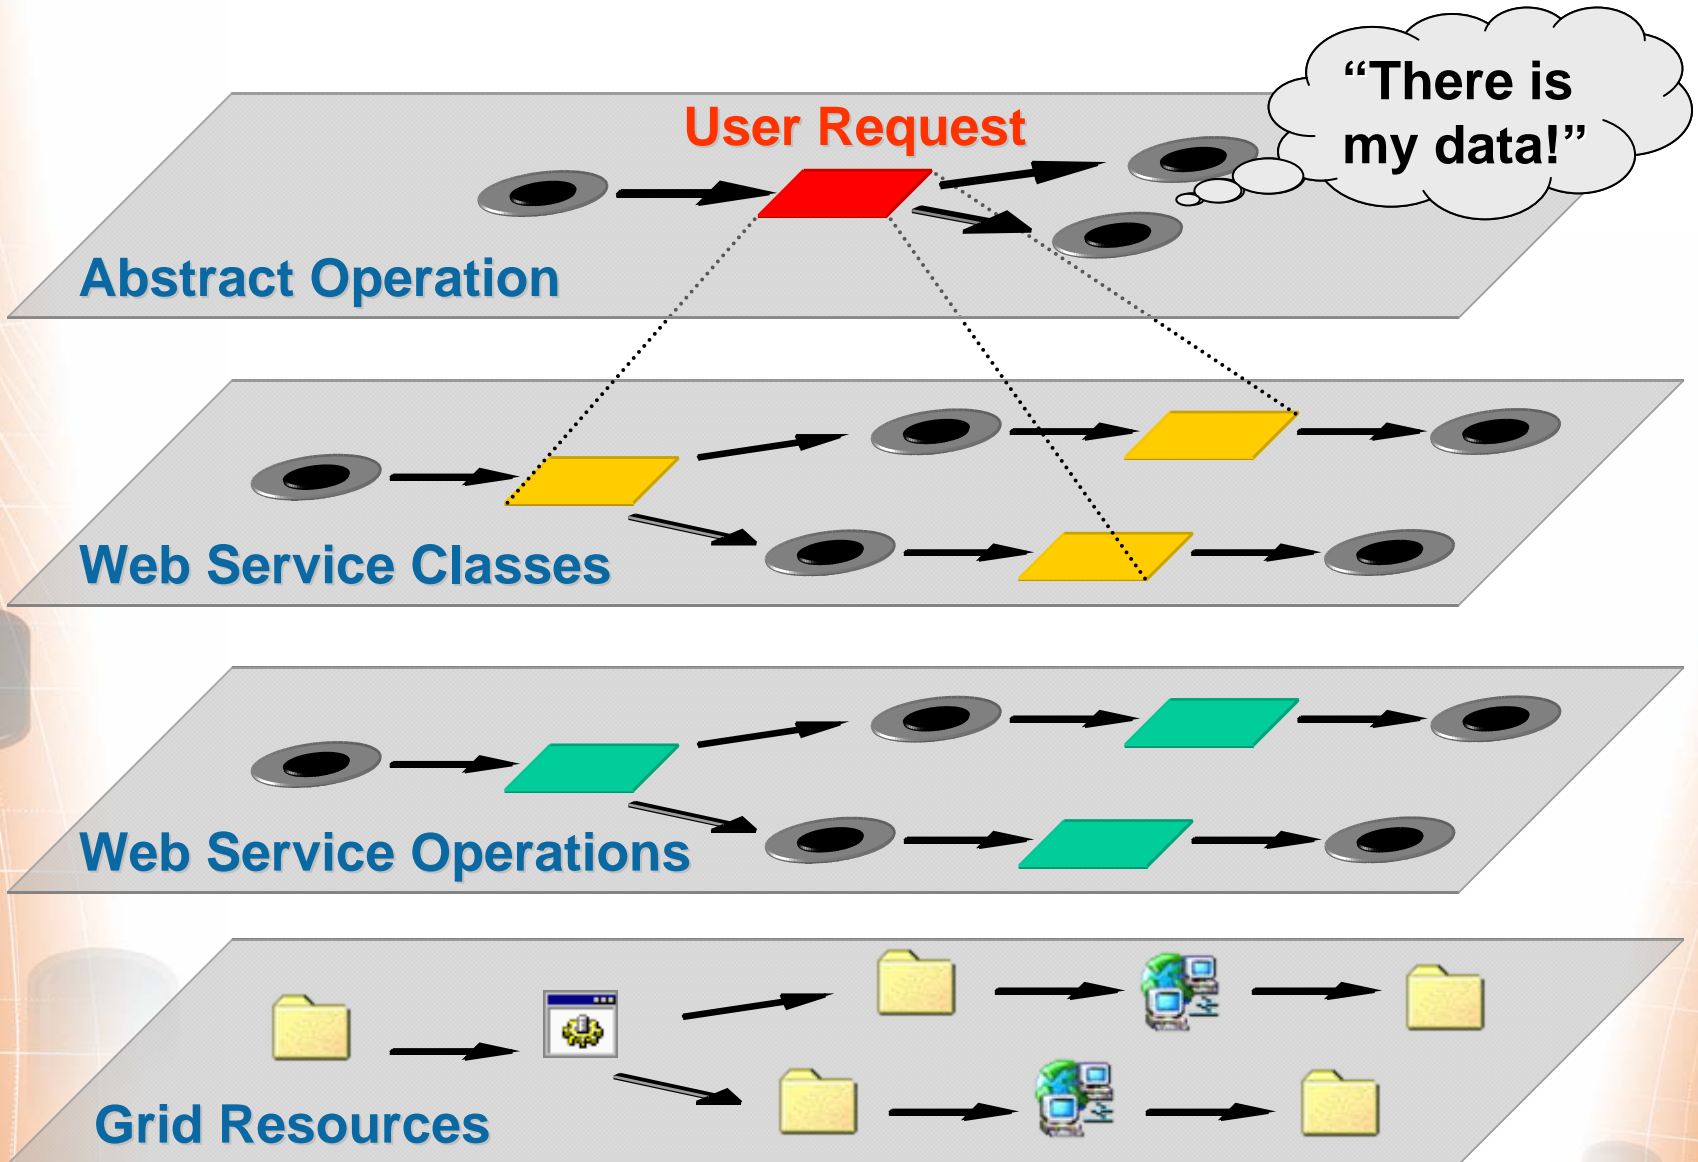 “There is
my data!”
User Request
Abstract Operation
Web Service Classes
Web Service Operations
Grid Resources